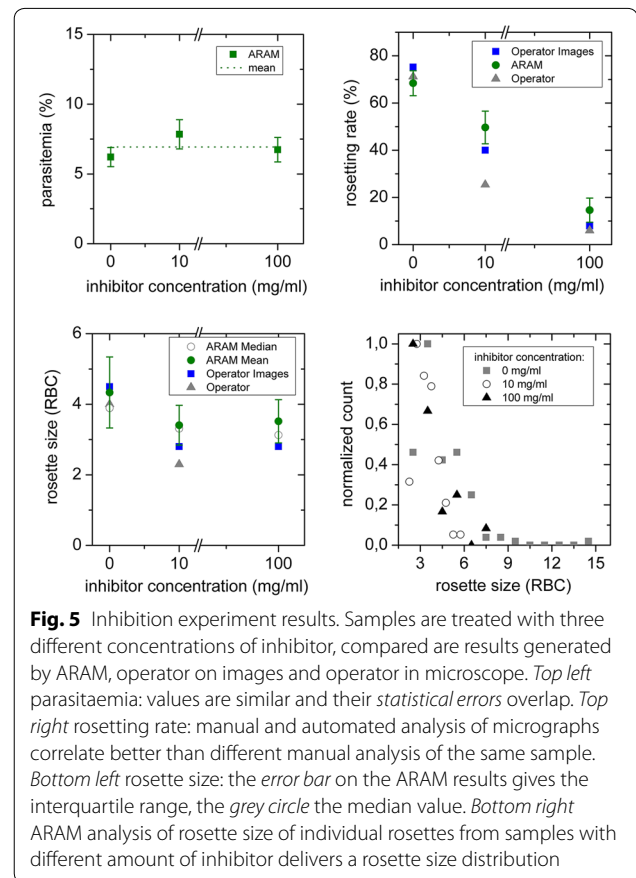 ARAM
mean
parasitemia (%)
15
10
5
0
0
10
100
inhibitor concentration (mg/ml)
Operator Images
ARAM
Operator
rosetting rate (%)
80
60
40
20
0
0
10
100
inhibitor concentration (mg/ml)
ARAM Median
ARAM Mean
Operator Images
Operator
rosette size (RBC)
6
4
2
0
0
10
100
inhibitor concentration (mg/ml)
inhibitor concentration:
0 mg/ml
10 mg/ml
100 mg/ml
normalized count
1,0
0,8
0,6
0,4
0,2
0,0
3
6
9
12
15
rosette size (RBC)
Fig. 5 Inhibition experiment results. Samples are treated with three
different concentrations of inhibitor, compared are results generated
by ARAM, operator on images and operator in microscope. Top left
parasitaemia: values are similar and their statistical errors overlap. Top
right rosetting rate: manual and automated analysis of micrographs
correlate better than different manual analysis of the same sample.
Bottom left rosette size: the error bar on the ARAM results gives the
interquartile range, the grey circle the median value. Bottom right
ARAM analysis of rosette size of individual rosettes from samples with
different amount of inhibitor delivers a rosette size distribution